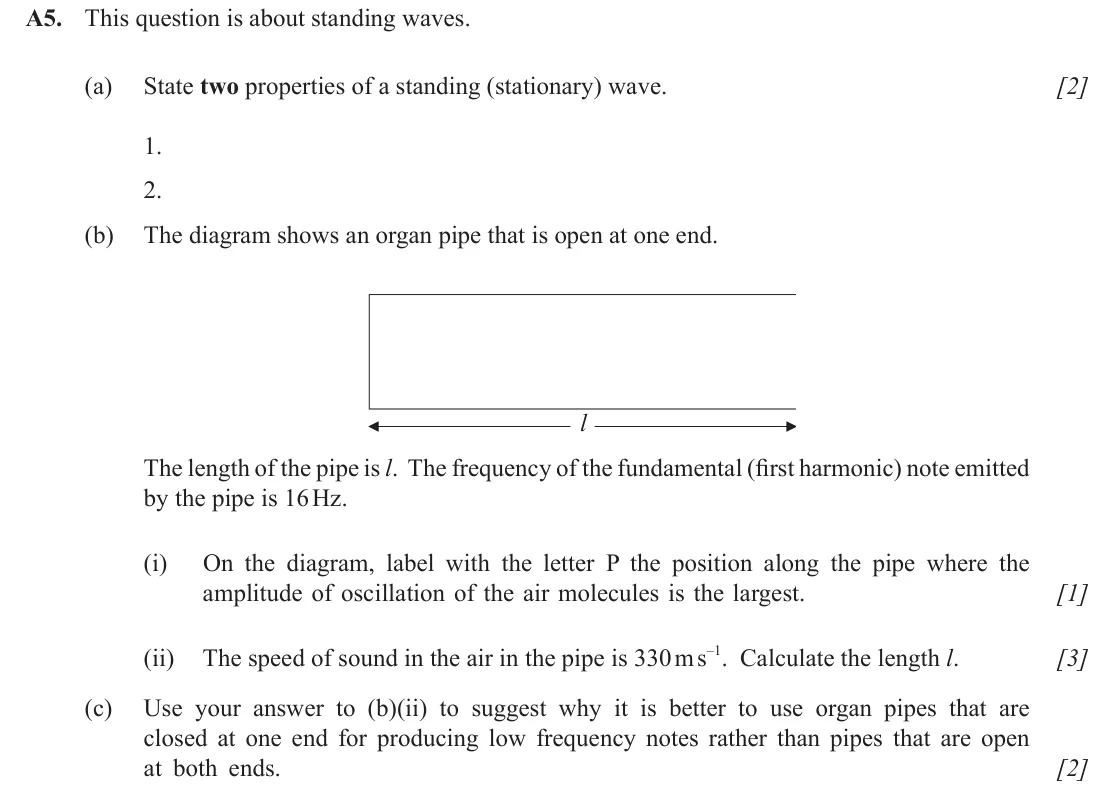 A5. This question is about standing waves.
(a) State two properties of a standing (stationary) wave. [2]
1.
2.
(b) The diagram shows an organ pipe that is open at one end.
l
The length of the pipe is l. The frequency of the fundamental (first harmonic) note emitted
by the pipe is 16 Hz.
(i) On the diagram, label with the letter P the position along the pipe where the
amplitude of oscillation of the air molecules is the largest. [1]
(ii) The speed of sound in the air in the pipe is 330 m s⁻¹. Calculate the length l. [3]
(c) Use your answer to (b)(ii) to suggest why it is better to use organ pipes that are
closed at one end for producing low frequency notes rather than pipes that are open
at both ends. [2]